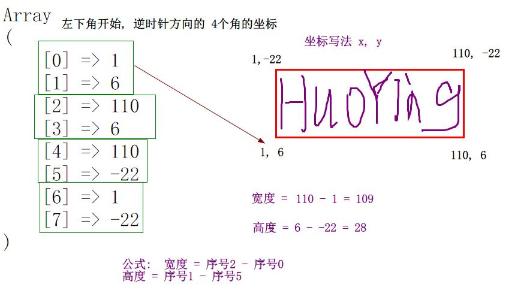 Array
左下角开始, 逆时针方向的 4个角的坐标
(
[0] => 1
[1] => 6
[2] => 110
[3] => 6
[4] => 110
[5] => -22
[6] => 1
[7] => -22
)
坐标写法 x, y
1,-22
110, -22
HuoYing
1, 6
110, 6
宽度 = 110 - 1 = 109
高度 = 6 - -22 = 28
公式: 宽度 = 序号2 - 序号0
高度 = 序号1 - 序号5